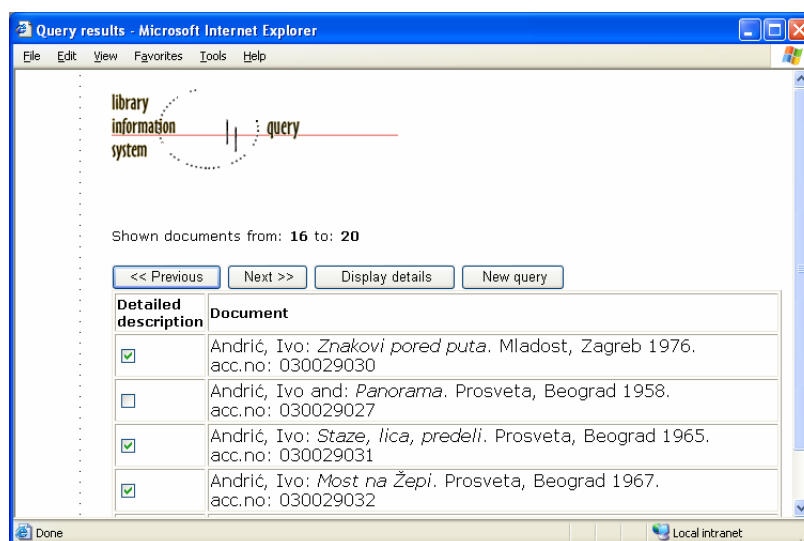 Query results - Microsoft Internet Explorer
File Edit View Favorites Tools Help
library
information query
system
Shown documents from: 16 to: 20
<< Previous Next >> Display details New query
Detailed description Document
Andrić, Ivo: Znakovi pored puta. Mladost, Zagreb 1976.
acc.no: 030029030
Andrić, Ivo and: Panorama. Prosveta, Beograd 1958.
acc.no: 030029027
Andrić, Ivo: Staze, lica, predeli. Prosveta, Beograd 1965.
acc.no: 030029031
Andrić, Ivo: Most na Žepi. Prosveta, Beograd 1967.
acc.no: 030029032
Done Local intranet